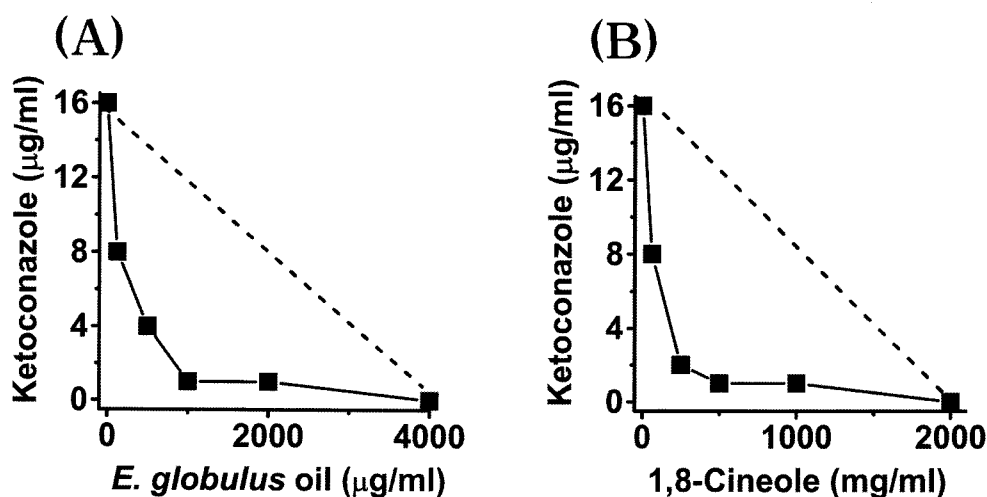 (A)
Ketoconazole (μg/ml)
16
12
8
4
0
0
2000
4000
E. globulus oil (μg/ml)
(B)
Ketoconazole (μg/ml)
16
12
8
4
0
0
1000
2000
1,8-Cineole (mg/ml)